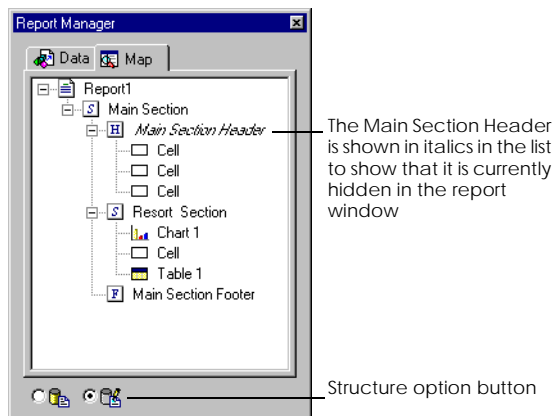 Report Manager
Data Map
Report1
S Main Section
H Main Section Header
Cell
Cell
Cell
S Resort Section
Chart 1
Cell
Table 1
F Main Section Footer
The Main Section Header
is shown in italics in the list
to show that it is currently
hidden in the report
window
Structure option button